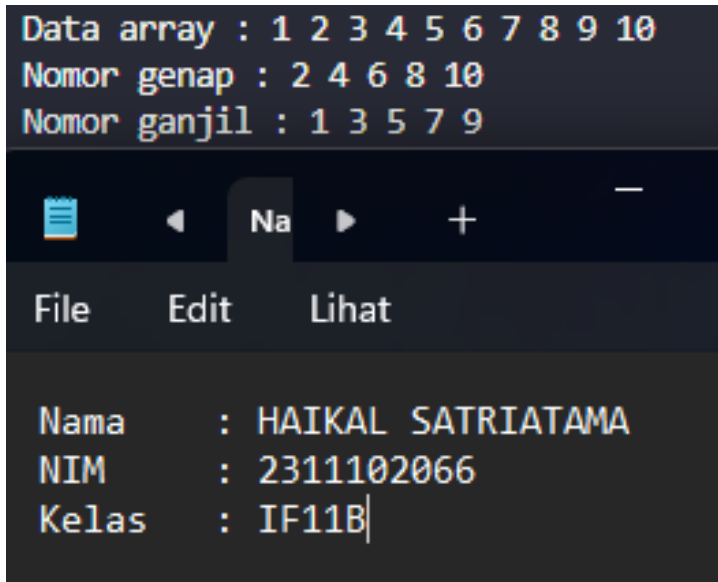 Data array : 1 2 3 4 5 6 7 8 9 10
Nomor genap : 2 4 6 8 10
Nomor ganjil : 1 3 5 7 9
Na
File Edit Lihat
Nama : HAIKAL SATRIATAMA
NIM : 2311102066
Kelas : IF11B